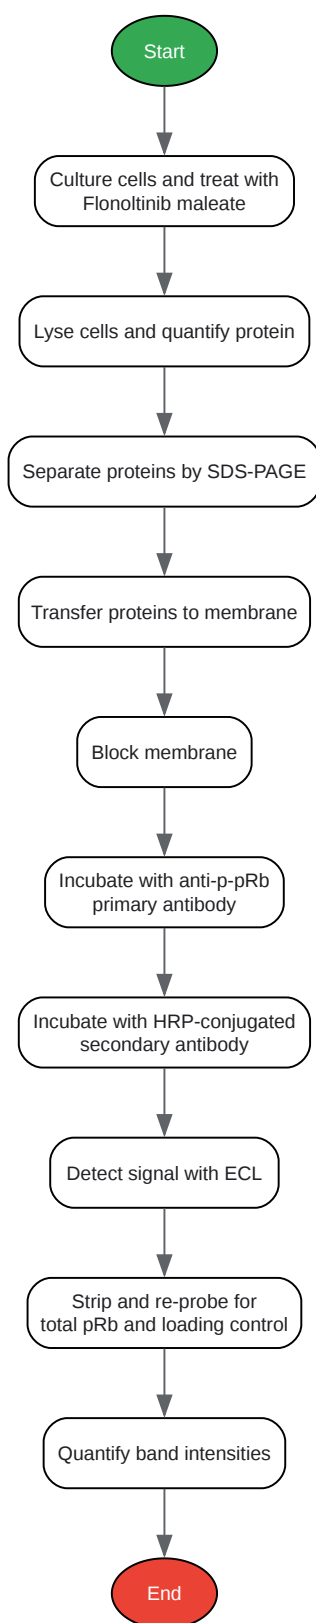 Start
Culture cells and treat with
Flonoltinib maleate
Lyse cells and quantify protein
Separate proteins by SDS-PAGE
Transfer proteins to membrane
Block membrane
Incubate with anti-p-pRb
primary antibody
Incubate with HRP-conjugated
secondary antibody
Detect signal with ECL
Strip and re-probe for
total pRb and loading control
Quantify band intensities
End